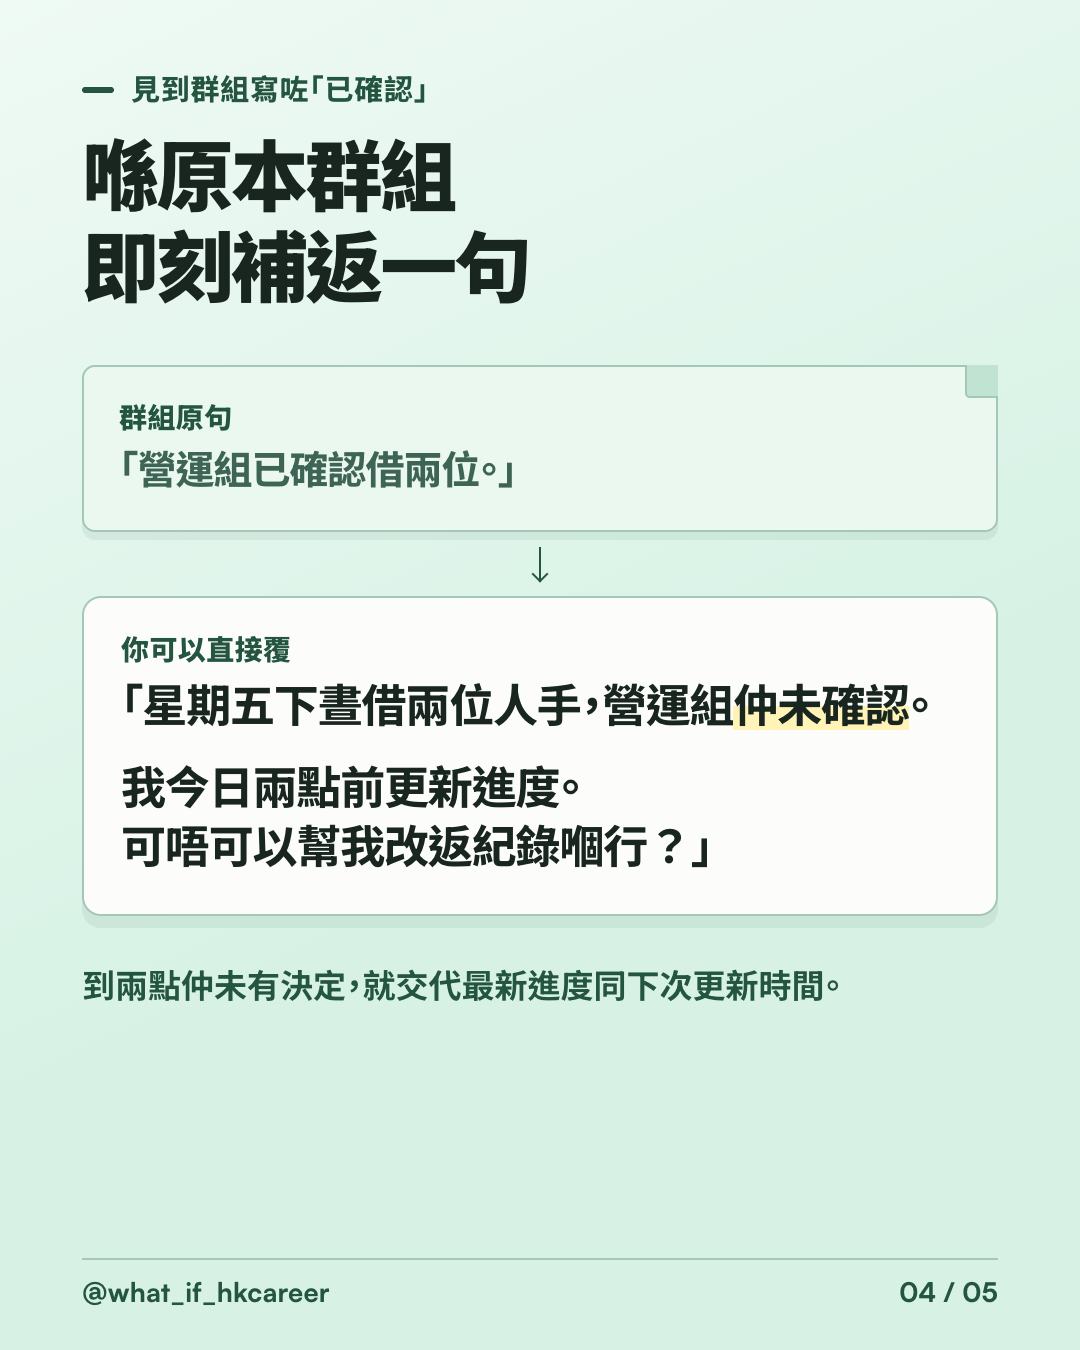 見到群組寫咗「已確認」
喺原本群組
即刻補返一句
群組原句
「營運組已確認借兩位。」
你可以直接覆
「星期五下晝借兩位人手，營運組仲未確認。
我今日兩點前更新進度。
可唔可以幫我改返紀錄嗰行？」
到兩點仲未有決定，就交代最新進度同下次更新時間。
@what_if_hkcareer
04 / 05